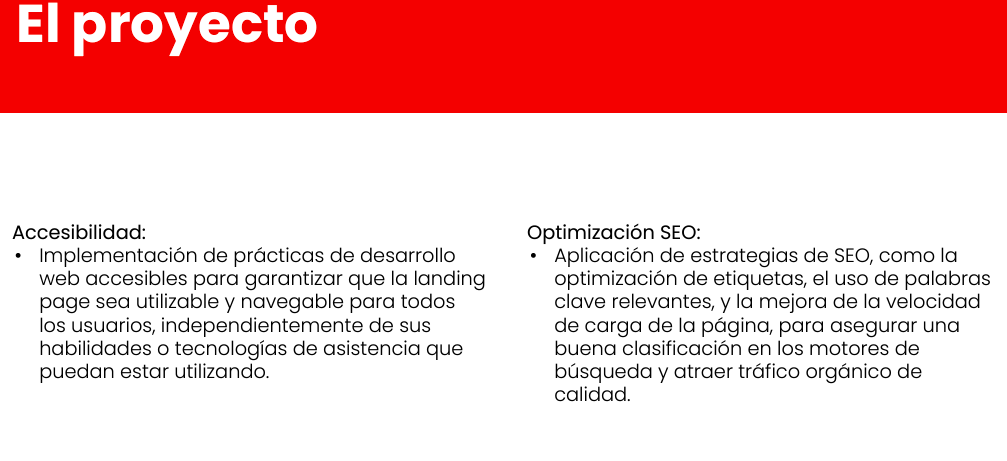 El proyecto
Accesibilidad:
• Implementación de prácticas de desarrollo
web accesibles para garantizar que la landing
page sea utilizable y navegable para todos
los usuarios, independientemente de sus
habilidades o tecnologías de asistencia que
puedan estar utilizando.
Optimización SEO:
• Aplicación de estrategias de SEO, como la
optimización de etiquetas, el uso de palabras
clave relevantes, y la mejora de la velocidad
de carga de la página, para asegurar una
buena clasificación en los motores de
búsqueda y atraer tráfico orgánico de
calidad.